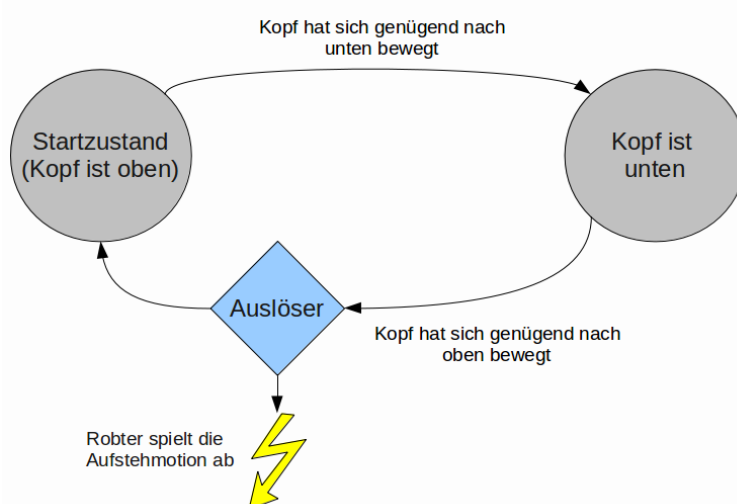 Kopf hat sich genügend nach
unten bewegt
Startzustand
(Kopf ist oben)
Kopf ist
unten
Auslöser
Kopf hat sich genügend nach
oben bewegt
Robter spielt die
Aufstehmotion ab